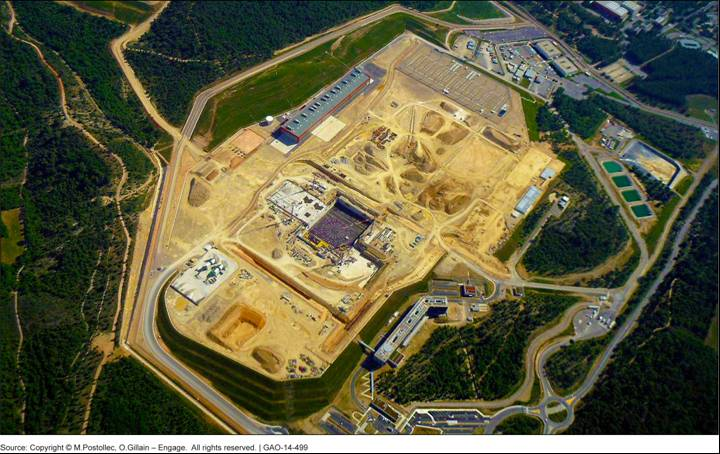 Source: Copyright © M.Postollec, O.Gillain – Engage.  All rights reserved. | GAO-14-499